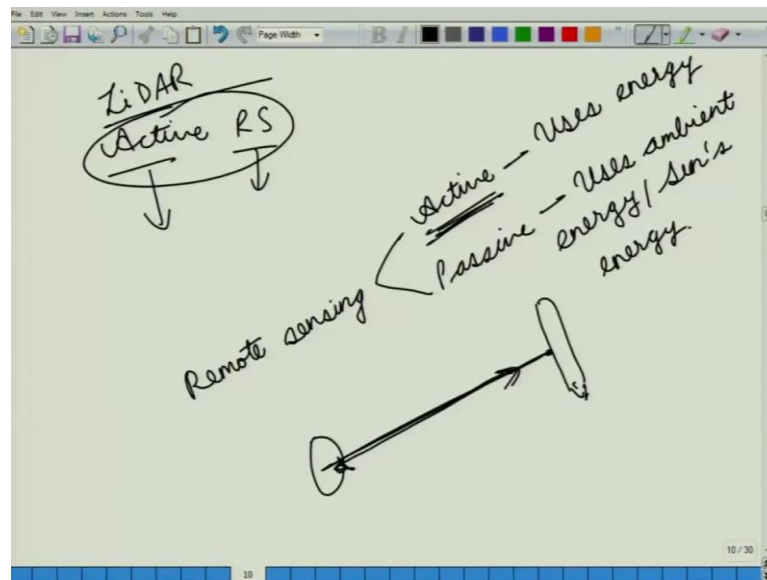 File Edit View Insert Actions Tools Help
Page Width
B I
LiDAR
Active RS
Remote sensing
Active - Uses energy
Passive - Uses ambient
energy / Sun's
energy.
10 / 30
10